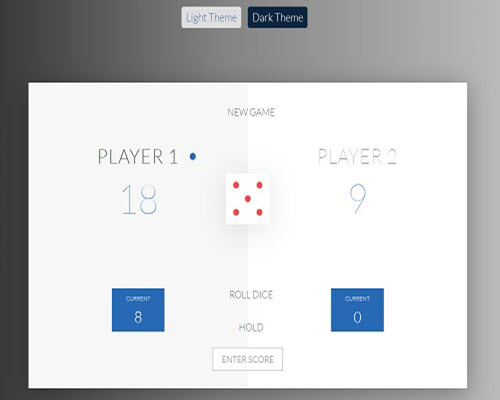 Light Theme Dark Theme
NEW GAME
PLAYER 1 PLAYER 2
18 9
ROLL DICE
CURRENT CURRENT
8 0
HOLD
ENTER SCORE